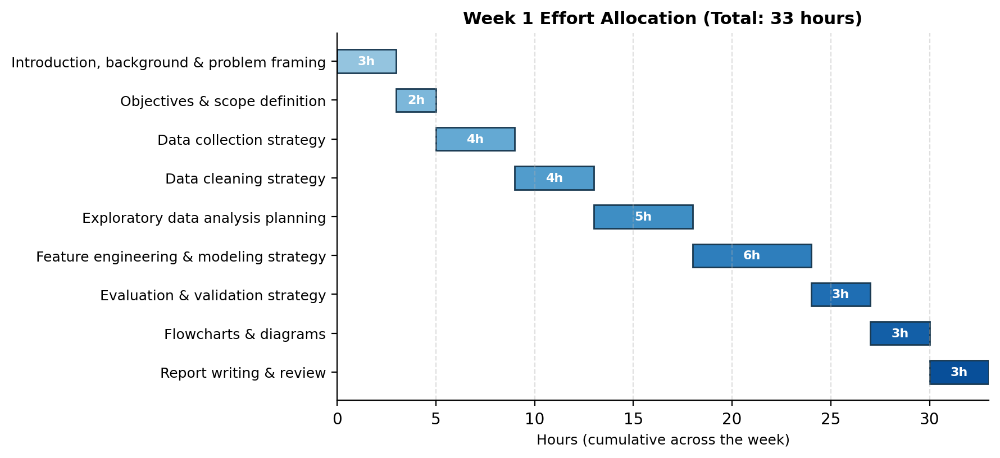 Week 1 Effort Allocation (Total: 33 hours)
Introduction, background & problem framing
3h
Objectives & scope definition
2h
Data collection strategy
4h
Data cleaning strategy
4h
Exploratory data analysis planning
5h
Feature engineering & modeling strategy
6h
Evaluation & validation strategy
3h
Flowcharts & diagrams
3h
Report writing & review
3h
0 5 10 15 20 25 30
Hours (cumulative across the week)